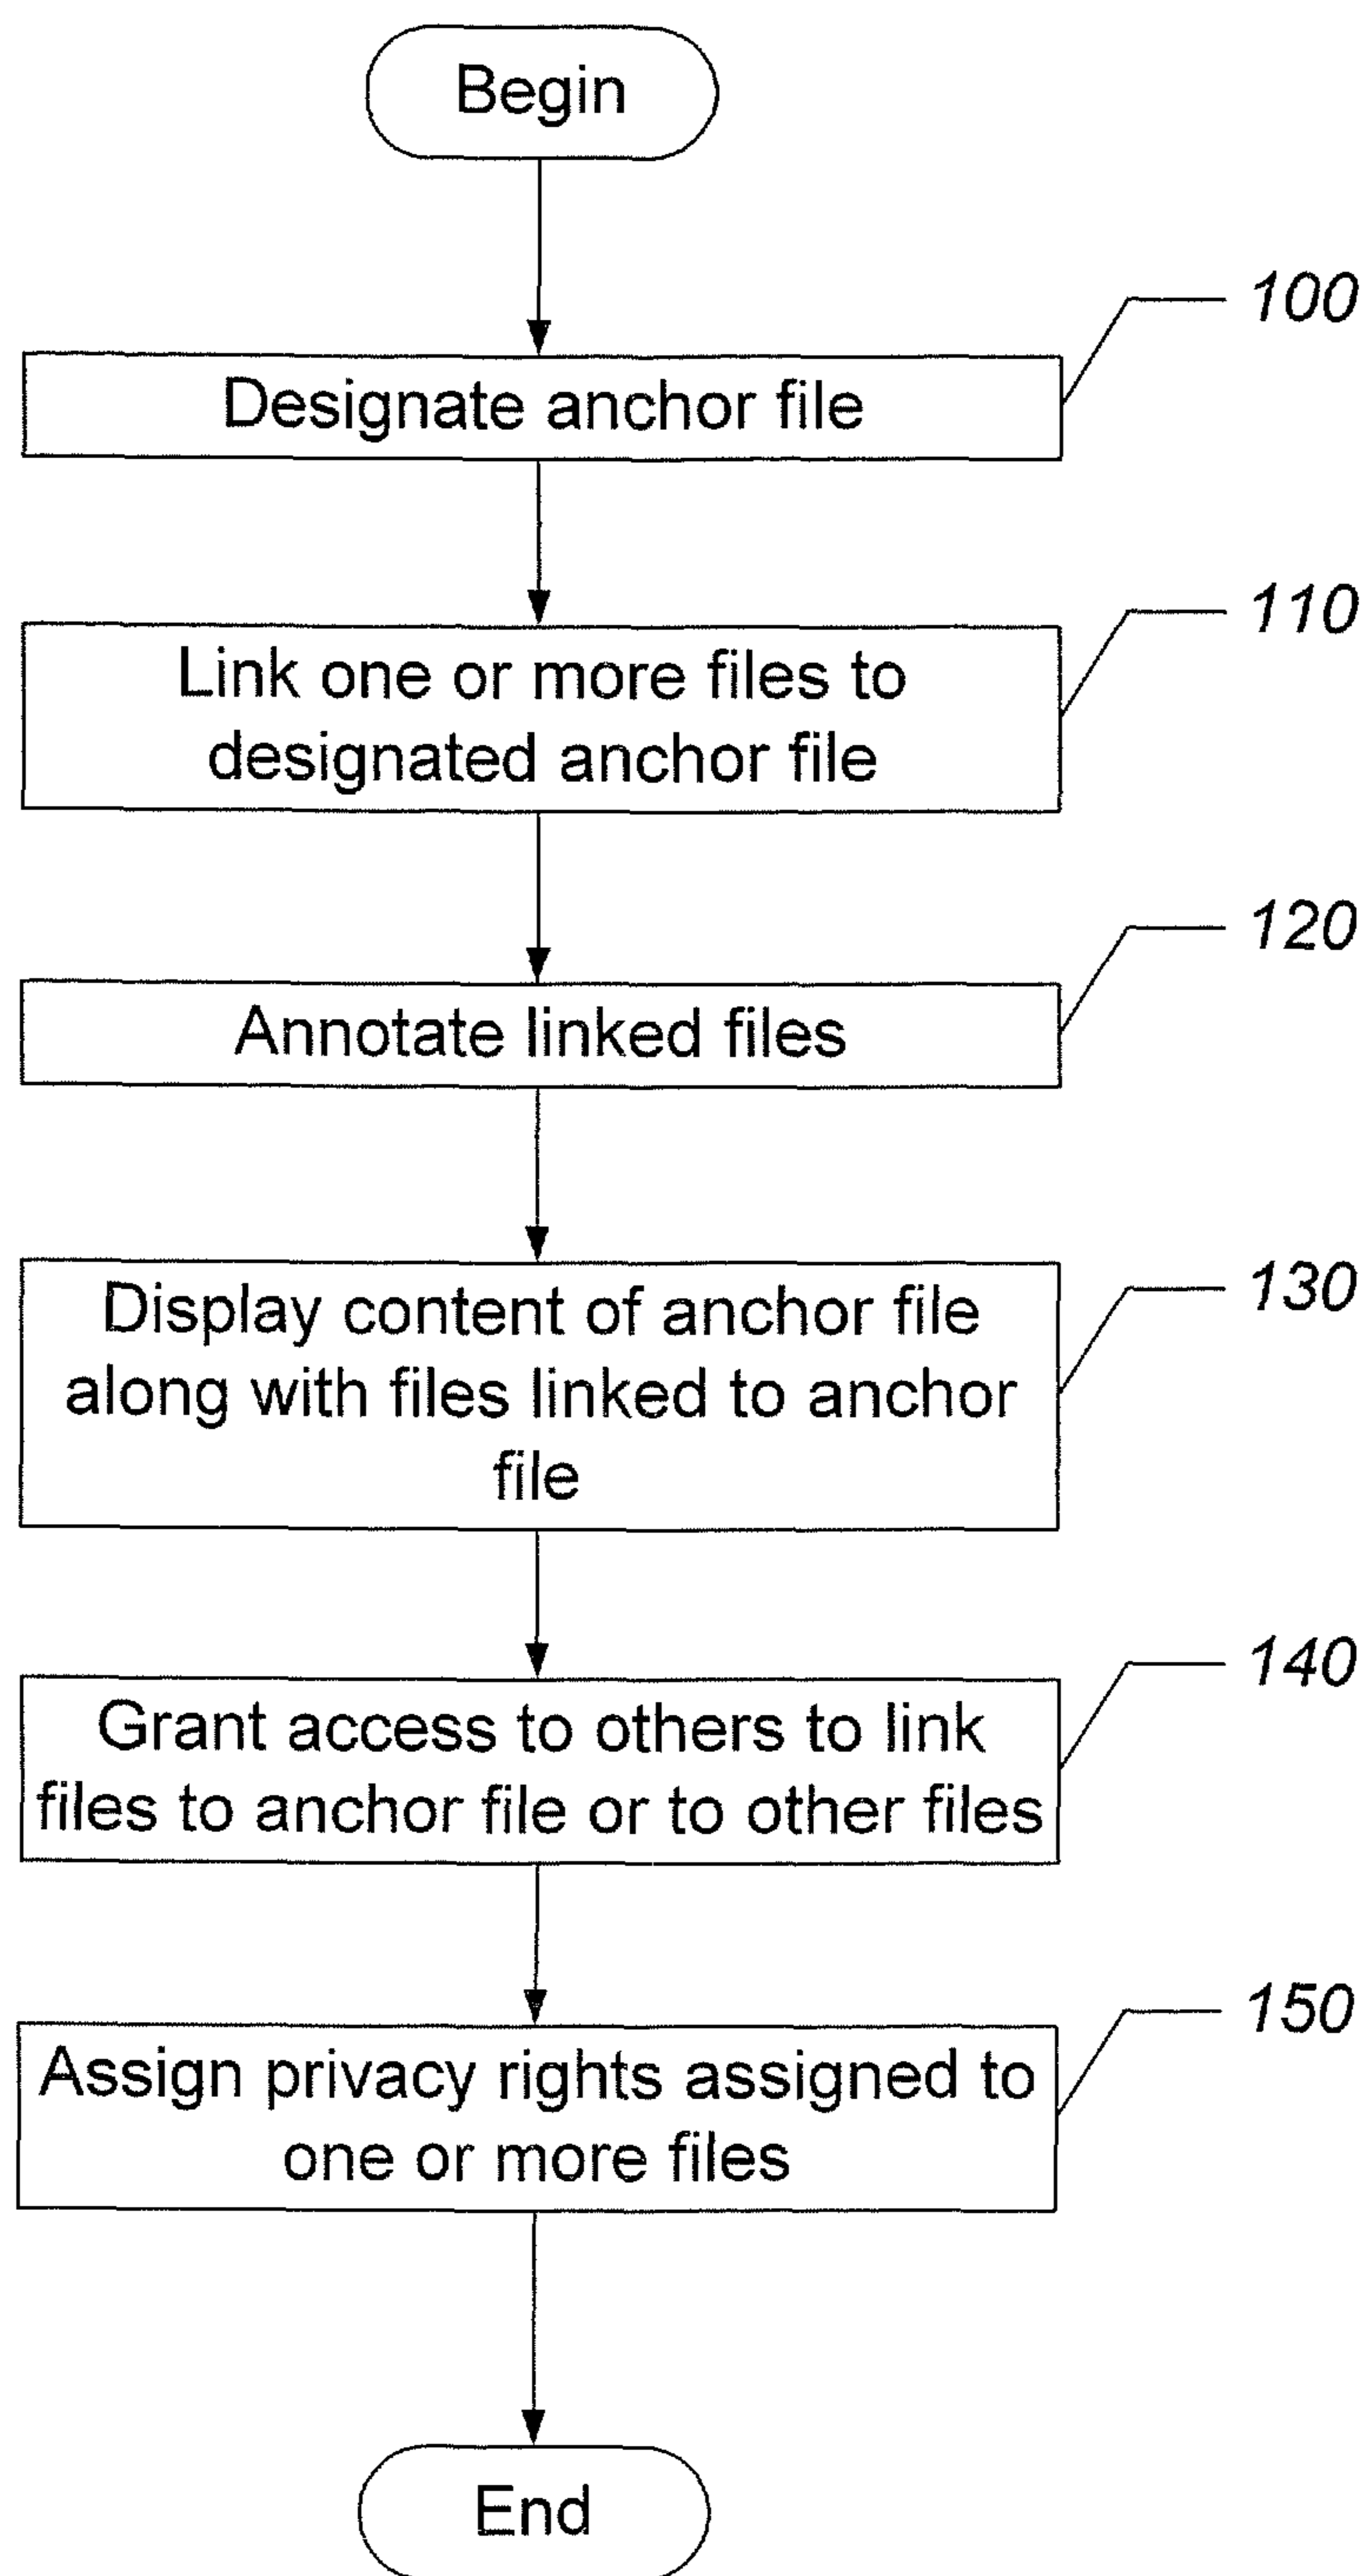 Begin
100
Designate anchor file
110
Link one or more files to
designated anchor file
120
Annotate linked files
130
Display content of anchor file
along with files linked to anchor
file
140
Grant access to others to link
files to anchor file or to other files
150
Assign privacy rights assigned to
one or more files
End